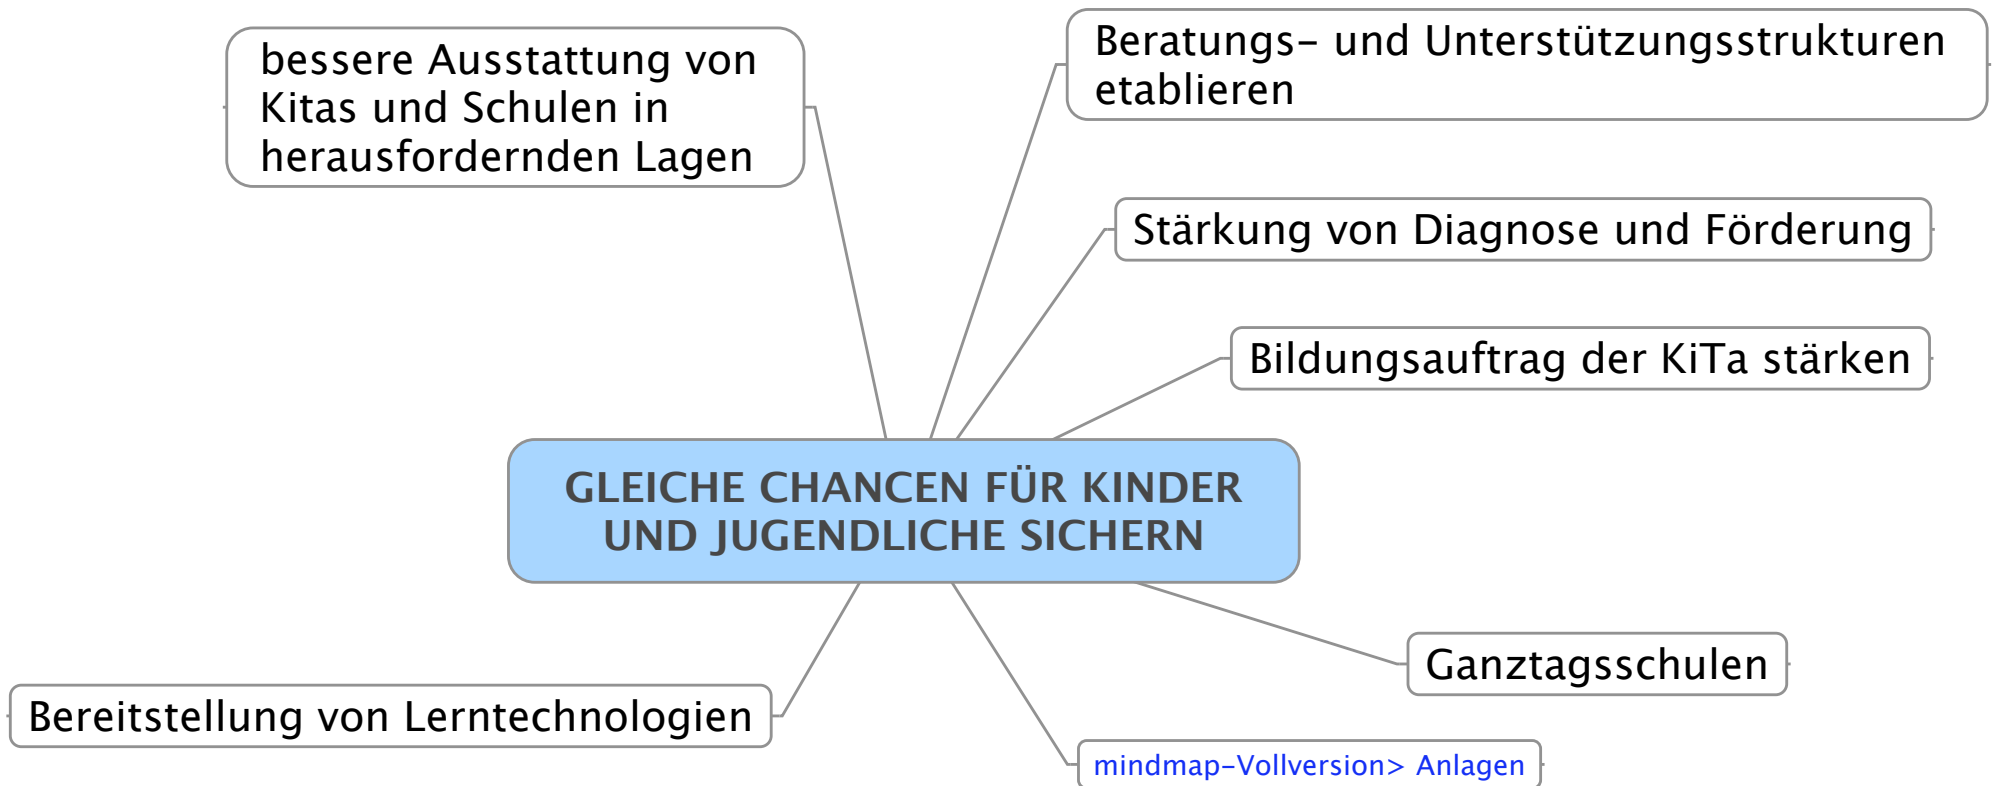 bessere Ausstattung von
Kitas und Schulen in
herausfordernden Lagen
Beratungs- und Unterstützungsstrukturen
etablieren
Stärkung von Diagnose und Förderung
Bildungsauftrag der KiTa stärken
GLEICHE CHANCEN FÜR KINDER
UND JUGENDLICHE SICHERN
Ganztagsschulen
Bereitstellung von Lerntechnologien
mindmap-Vollversion> Anlagen